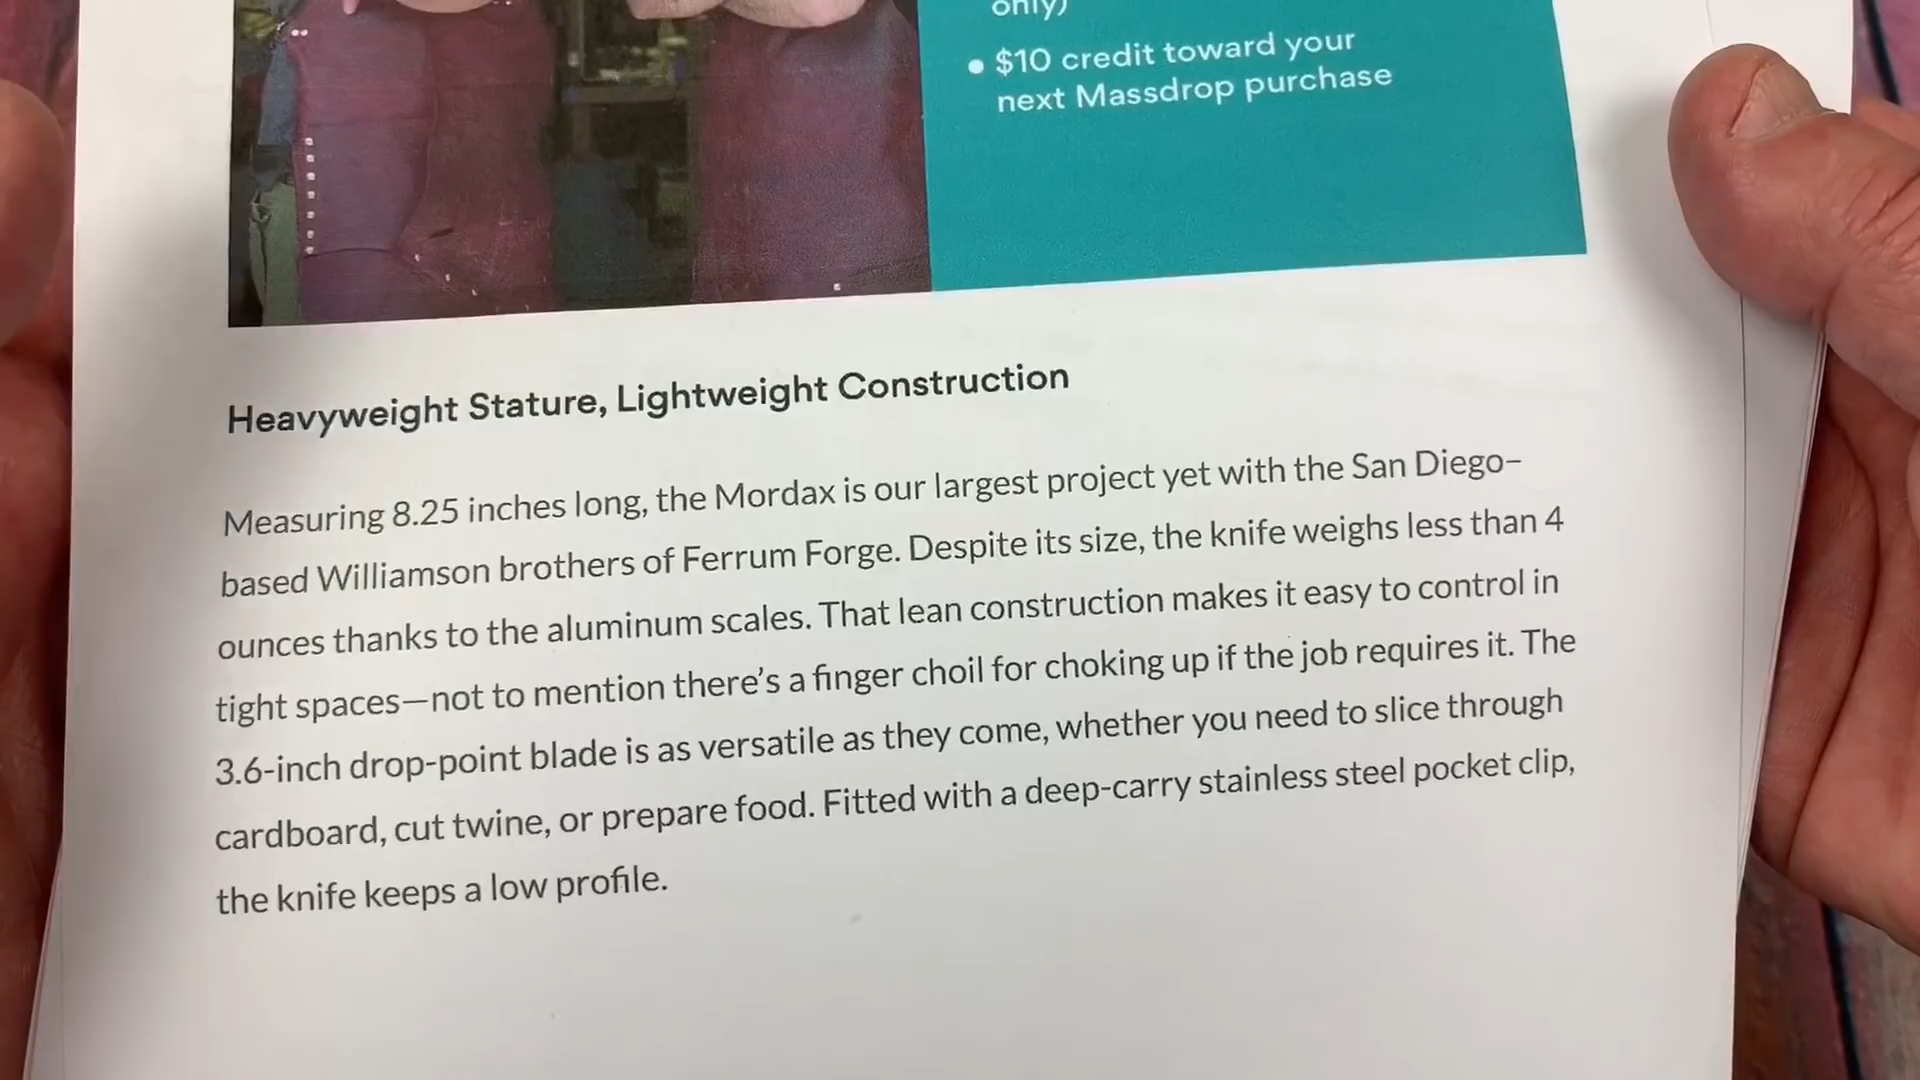 only)
• $10 credit toward your
next Massdrop purchase
Heavyweight Stature, Lightweight Construction
Measuring 8.25 inches long, the Mordax is our largest project yet with the San Diego–
based Williamson brothers of Ferrum Forge. Despite its size, the knife weighs less than 4
ounces thanks to the aluminum scales. That lean construction makes it easy to control in
tight spaces—not to mention there’s a finger choil for choking up if the job requires it. The
3.6-inch drop-point blade is as versatile as they come, whether you need to slice through
cardboard, cut twine, or prepare food. Fitted with a deep-carry stainless steel pocket clip,
the knife keeps a low profile.